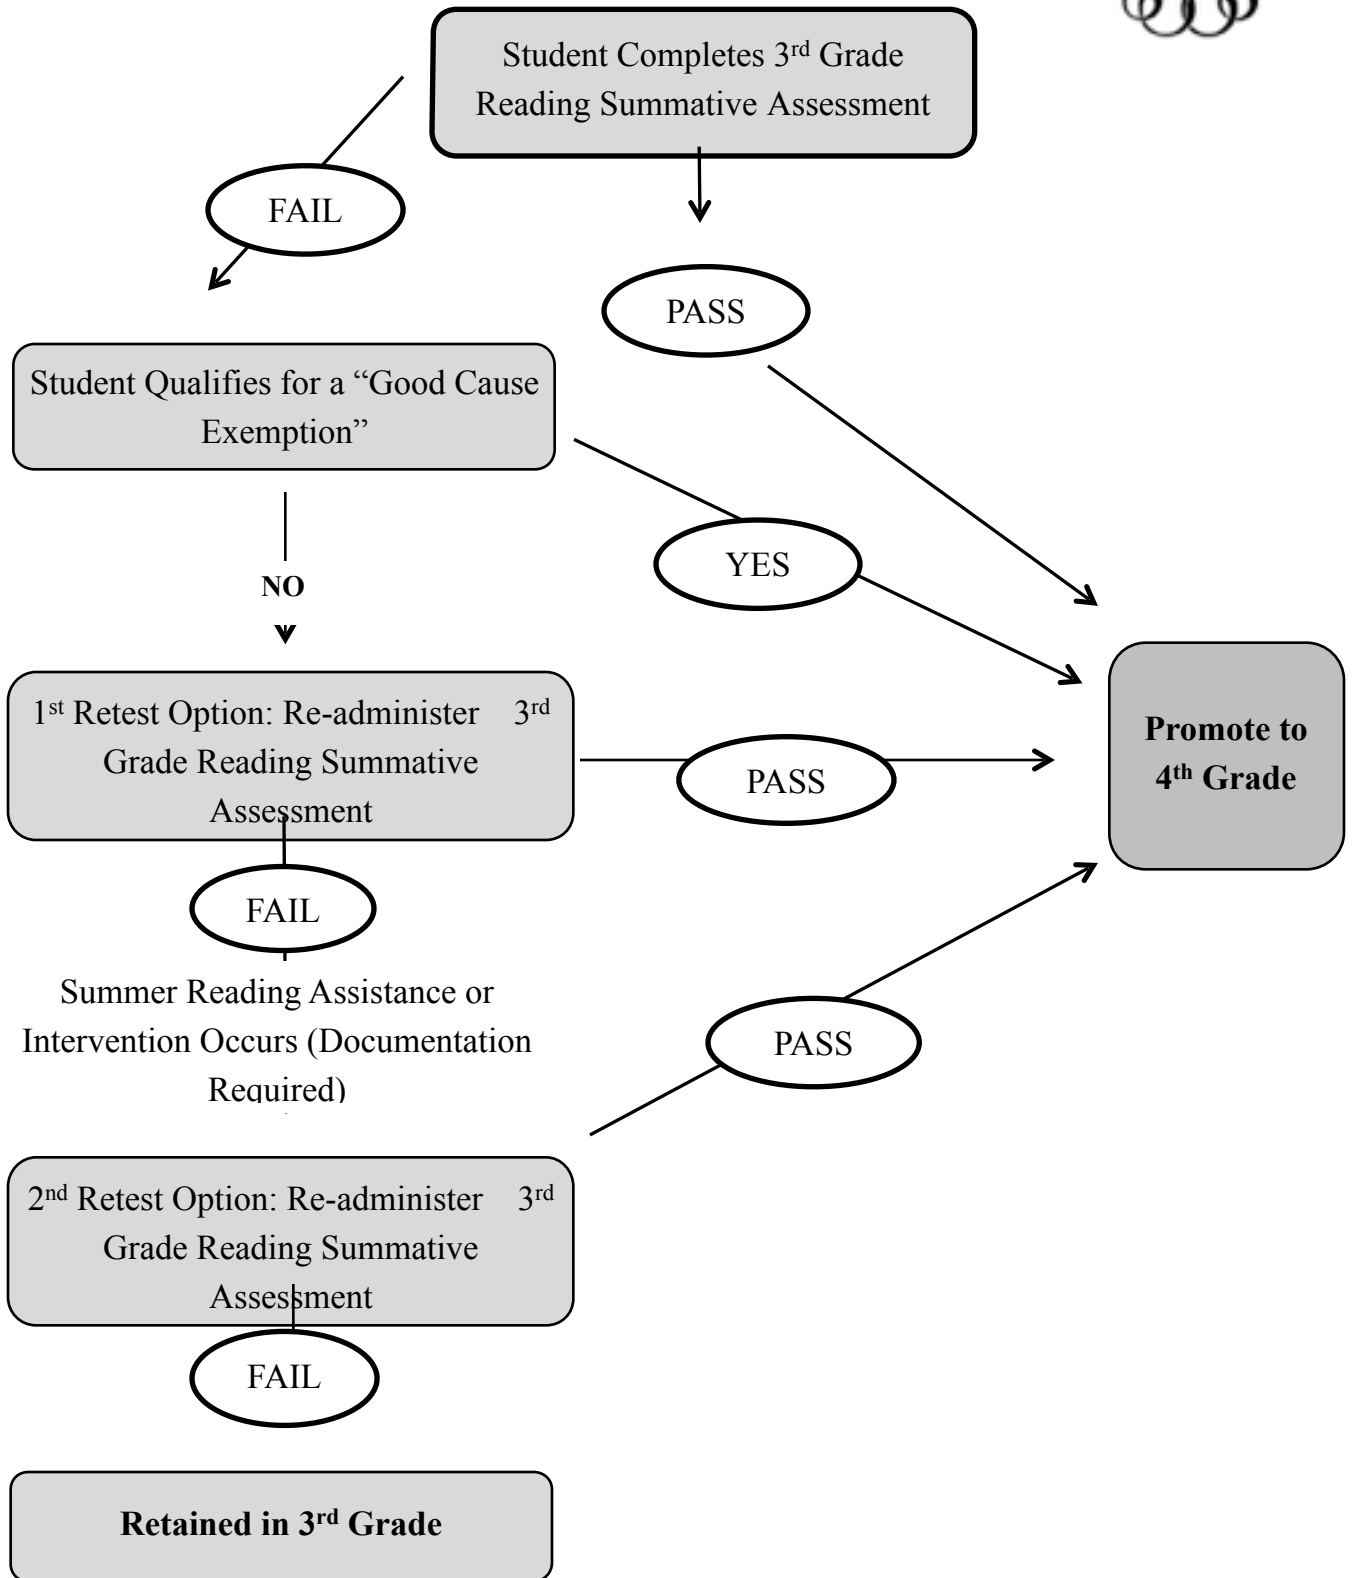 Student Completes 3rd Grade
Reading Summative Assessment
FAIL
PASS
Student Qualifies for a “Good Cause
Exemption”
YES
NO
1st Retest Option: Re-administer 3rd
Grade Reading Summative
Assessment
PASS
Promote to
4th Grade
FAIL
Summer Reading Assistance or
Intervention Occurs (Documentation
Required)
PASS
2nd Retest Option: Re-administer 3rd
Grade Reading Summative
Assessment
FAIL
Retained in 3rd Grade